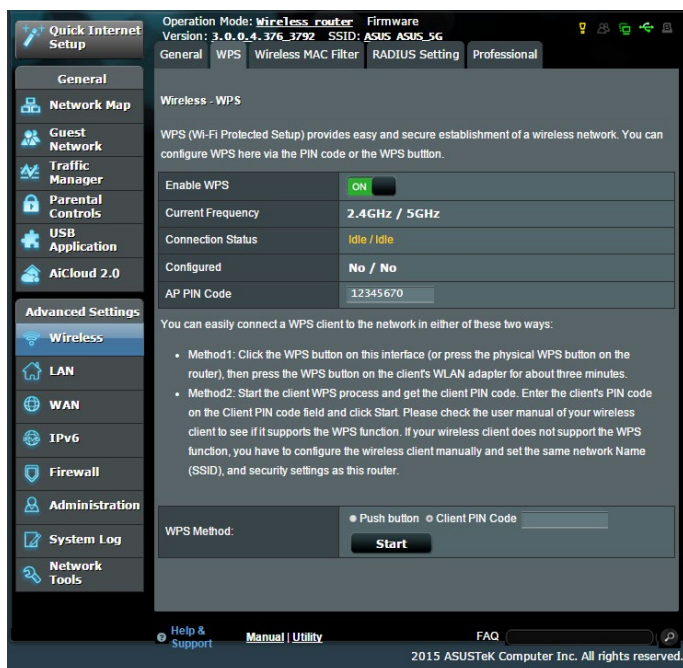 Quick Internet Setup
Operation Mode: Wireless router Firmware
Version: 3.0.0.4.376_3792 SSID: ASUS ASUS_5G
General WPS Wireless MAC Filter RADIUS Setting Professional
General
Network Map
Guest Network
Traffic Manager
Parental Controls
USB Application
AiCloud 2.0
Advanced Settings
Wireless
LAN
WAN
IPv6
Firewall
Administration
System Log
Network Tools
Wireless - WPS
WPS (Wi-Fi Protected Setup) provides easy and secure establishment of a wireless network. You can
configure WPS here via the PIN code or the WPS buttton.
Enable WPS ON
Current Frequency 2.4GHz / 5GHz
Connection Status Idle / Idle
Configured No / No
AP PIN Code 12345670
You can easily connect a WPS client to the network in either of these two ways:
• Method1: Click the WPS button on this interface (or press the physical WPS button on the
router), then press the WPS button on the client's WLAN adapter for about three minutes.
• Method2: Start the client WPS process and get the client PIN code. Enter the client's PIN code
on the Client PIN code field and click Start. Please check the user manual of your wireless
client to see if it supports the WPS function. If your wireless client does not support the WPS
function, you have to configure the wireless client manually and set the same network Name
(SSID), and security settings as this router.
WPS Method: Push button Client PIN Code
Start
Help & Support
Manual | Utility
FAQ
2015 ASUSTeK Computer Inc. All rights reserved.